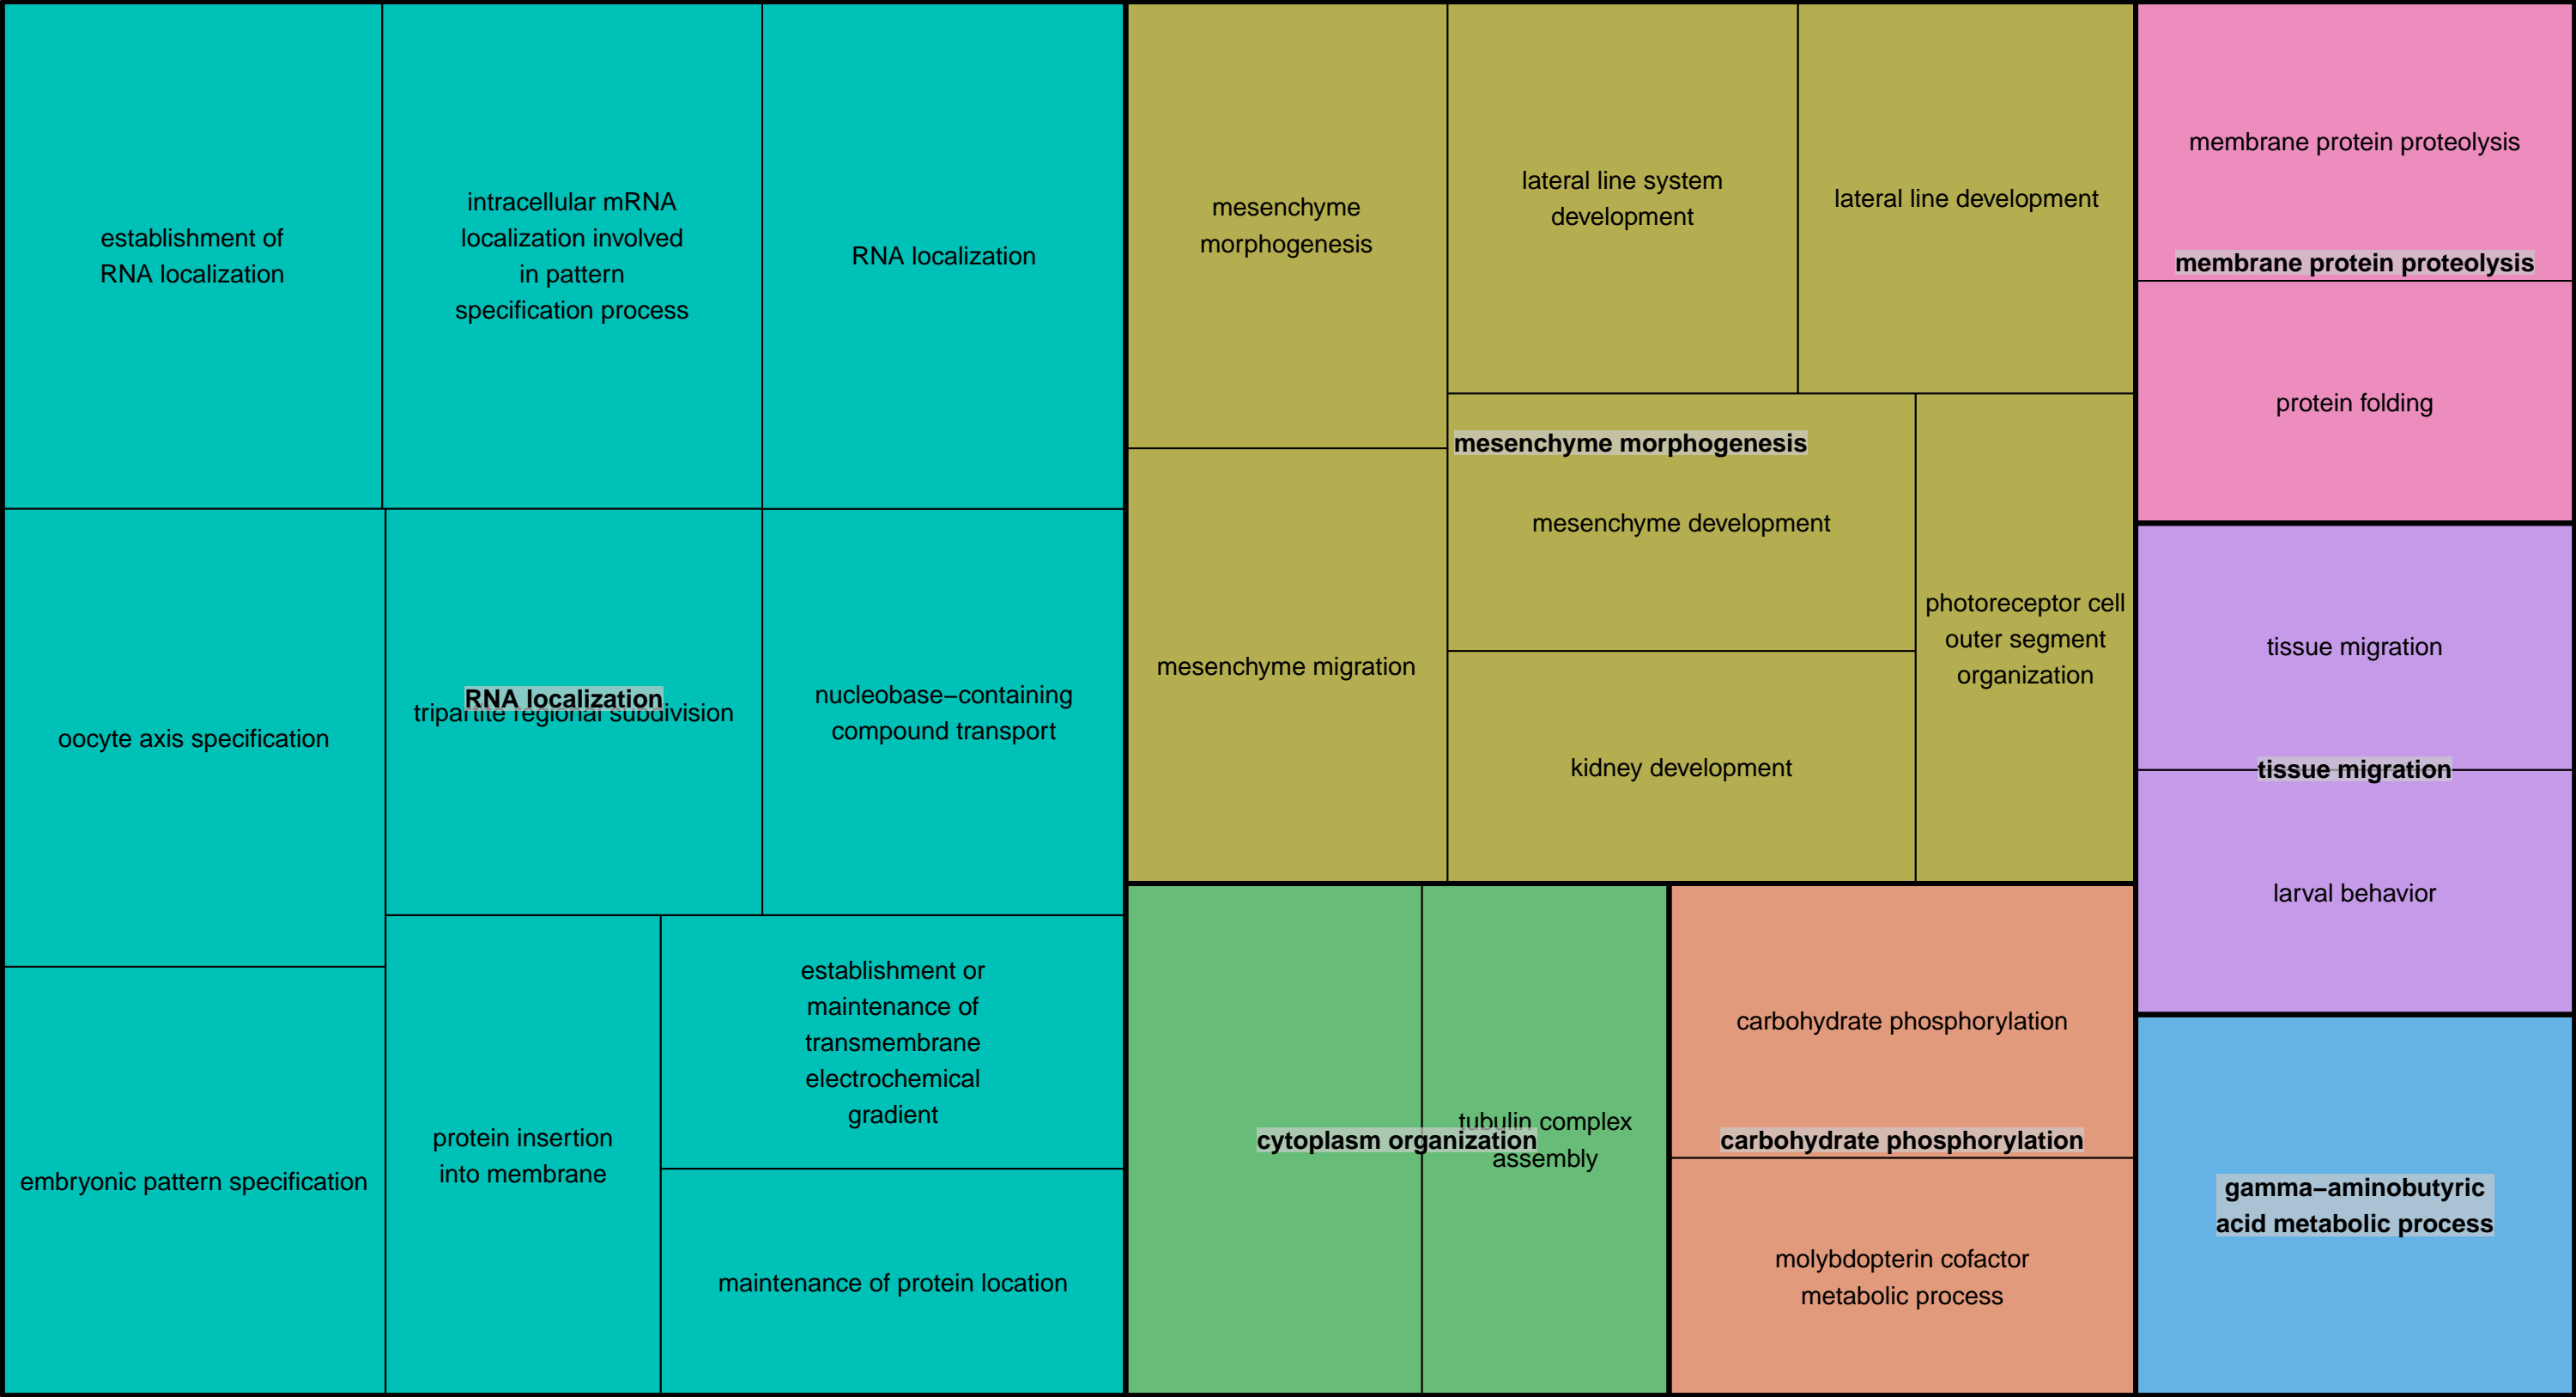 establishment of
RNA localization
intracellular mRNA
localization involved
in pattern
specification process
RNA localization
oocyte axis specification
RNA localization
tripartite regional subdivision
nucleobase−containing
compound transport
embryonic pattern specification
protein insertion
into membrane
establishment or
maintenance of
transmembrane
electrochemical
gradient
maintenance of protein location
mesenchyme
morphogenesis
lateral line system
development
lateral line development
mesenchyme morphogenesis
mesenchyme development
mesenchyme migration
photoreceptor cell
outer segment
organization
kidney development
cytoplasm organization
tubulin complex
assembly
carbohydrate phosphorylation
carbohydrate phosphorylation
molybdopterin cofactor
metabolic process
membrane protein proteolysis
membrane protein proteolysis
protein folding
tissue migration
tissue migration
larval behavior
gamma−aminobutyric
acid metabolic process